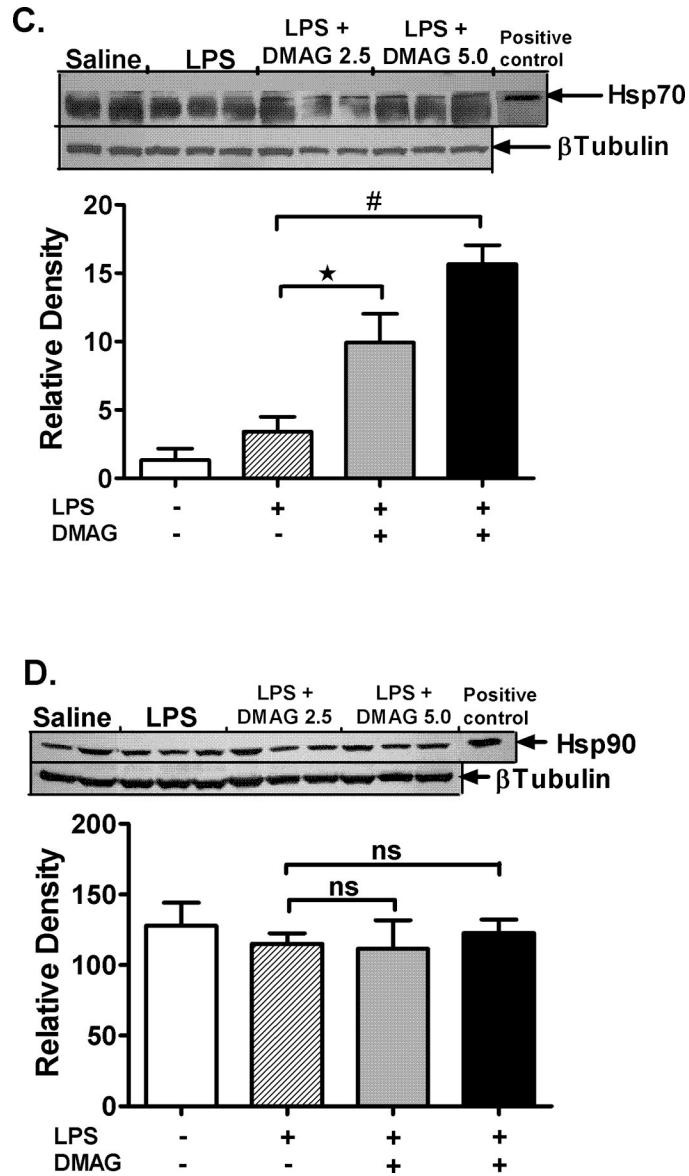 C.
Saline LPS LPS + DMAG 2.5 LPS + DMAG 5.0 Positive control
Hsp70
βTubulin
20
15
10
5
0
Relative Density
#
★
LPS - + + +
DMAG - - + +
D.
Saline LPS LPS + DMAG 2.5 LPS + DMAG 5.0 Positive control
Hsp90
βTubulin
200
150
100
50
0
Relative Density
ns
ns
LPS - + + +
DMAG - - + +